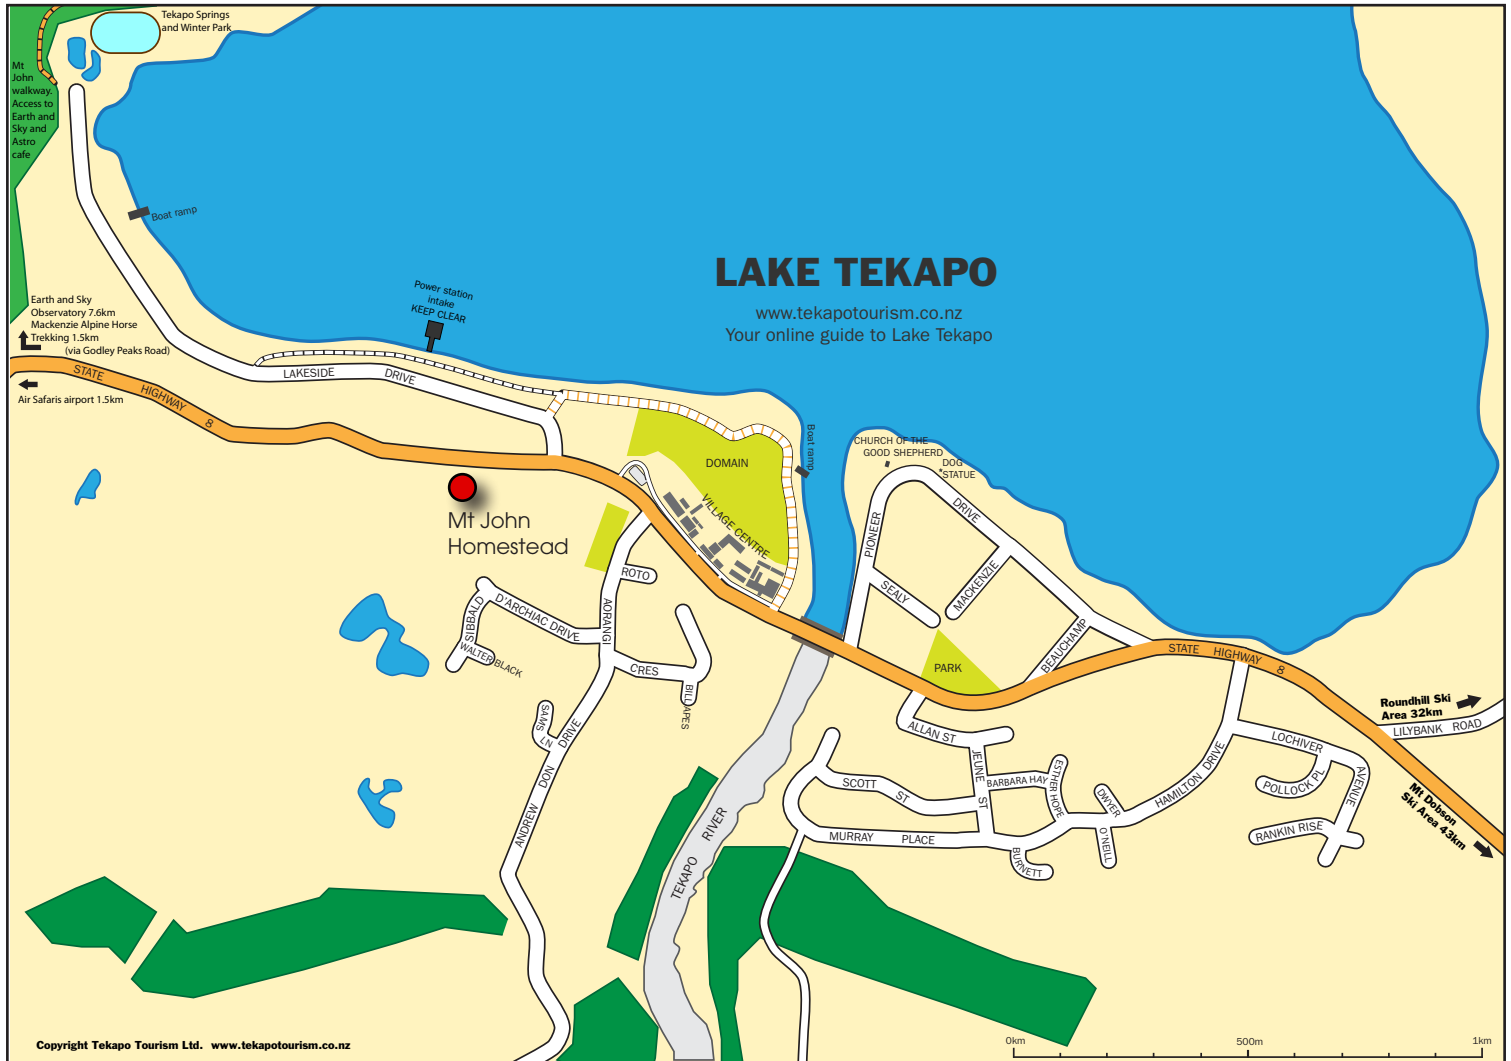 Tekapo Springs
and Winter Park
Mt
John
walkway.
Access to
Earth and
Sky and
Astro
cafe
Boat ramp
Power station
intake
KEEP CLEAR
LAKE TEKAPO
www.tekapotourism.co.nz
Your online guide to Lake Tekapo
Earth and Sky
Observatory 7.6km
Mackenzie Alpine Horse
Trekking 1.5km
(via Godley Peaks Road)
STATE HIGHWAY 8
Air Safaris airport 1.5km
LAKESIDE DRIVE
Boat ramp
CHURCH OF THE
GOOD SHEPHERD
DOG
STATUE
DOMAIN
VILLAGE CENTRE
Mt John
Homestead
PIONEER DRIVE
SEALY
MACKENZIE
BEAUCHAMP
PARK
ROTO
AORANGI
CRES
D'ARCHIAC DRIVE
SIBBALD
WALTER BLACK
BILL APES
SAMS LN
ANDREW DON DRIVE
TEKAPO RIVER
STATE HIGHWAY 8
Roundhill Ski
Area 32km
LILYBANK ROAD
Mt Dobson
Ski Area 43km
ALLAN ST
JEUNE ST
SCOTT ST
BARBARA HAY
ESTHER HOPE
MURRAY PLACE
BURNETT
DWYER
O'NEILL
HAMILTON DRIVE
LOCHIVER AVENUE
POLLOCK PL
RANKIN RISE
Copyright Tekapo Tourism Ltd. www.tekapotourism.co.nz
0km 500m 1km